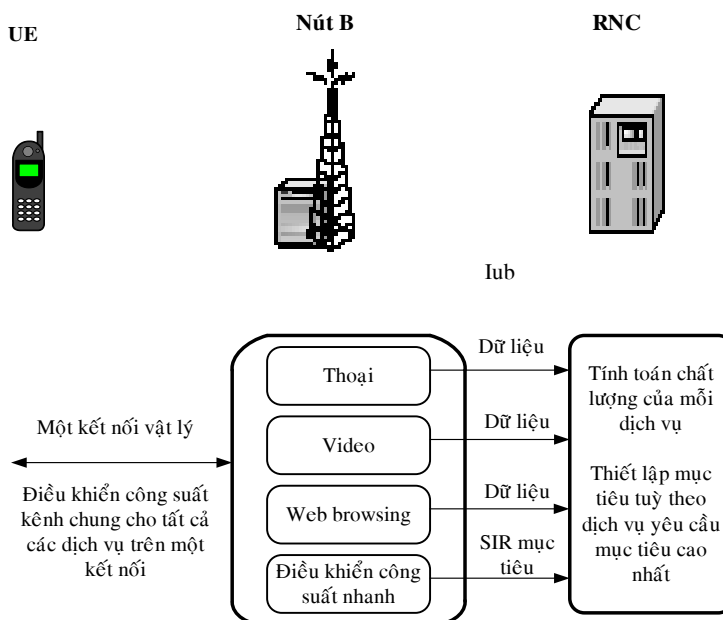 UE
Nút B
RNC
Iub
Một kết nối vật lý
Điều khiển công suất
kênh chung cho tất cả
các dịch vụ trên một
kết nối
Thoại
Video
Web browsing
Điều khiển công
suất nhanh
Dữ liệu
Dữ liệu
Dữ liệu
SIR mục
tiêu
Tính toán chất
lượng của mỗi
dịch vụ
Thiết lập mục
tiêu tuỳ theo
dịch vụ yêu cầu
mục tiêu cao
nhất